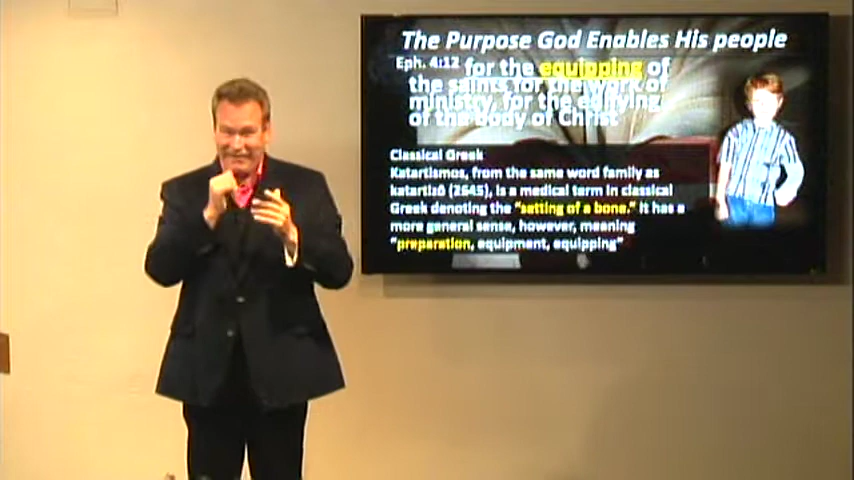 The Purpose God Enables His people
Eph. 4:12 for the equipping of
the saints for the work of
ministry, for the edifying
of the body of Christ
Classical Greek
Katartismos, from the same word family as
katartizō (2645), is a medical term in classical
Greek denoting the "setting of a bone." It has a
more general sense, however, meaning
"preparation, equipment, equipping"